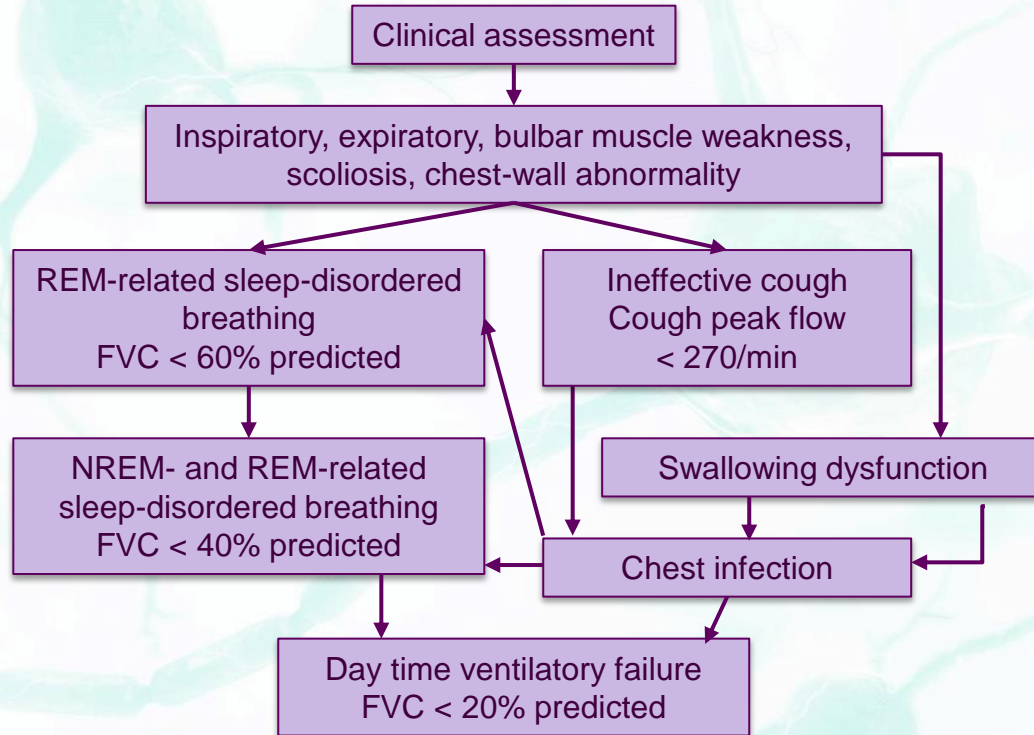 Clinical assessment
Inspiratory, expiratory, bulbar muscle weakness,
scoliosis, chest-wall abnormality
REM-related sleep-disordered
breathing
FVC < 60% predicted
Ineffective cough
Cough peak flow
< 270/min
NREM- and REM-related
sleep-disordered breathing
FVC < 40% predicted
Swallowing dysfunction
Chest infection
Day time ventilatory failure
FVC < 20% predicted